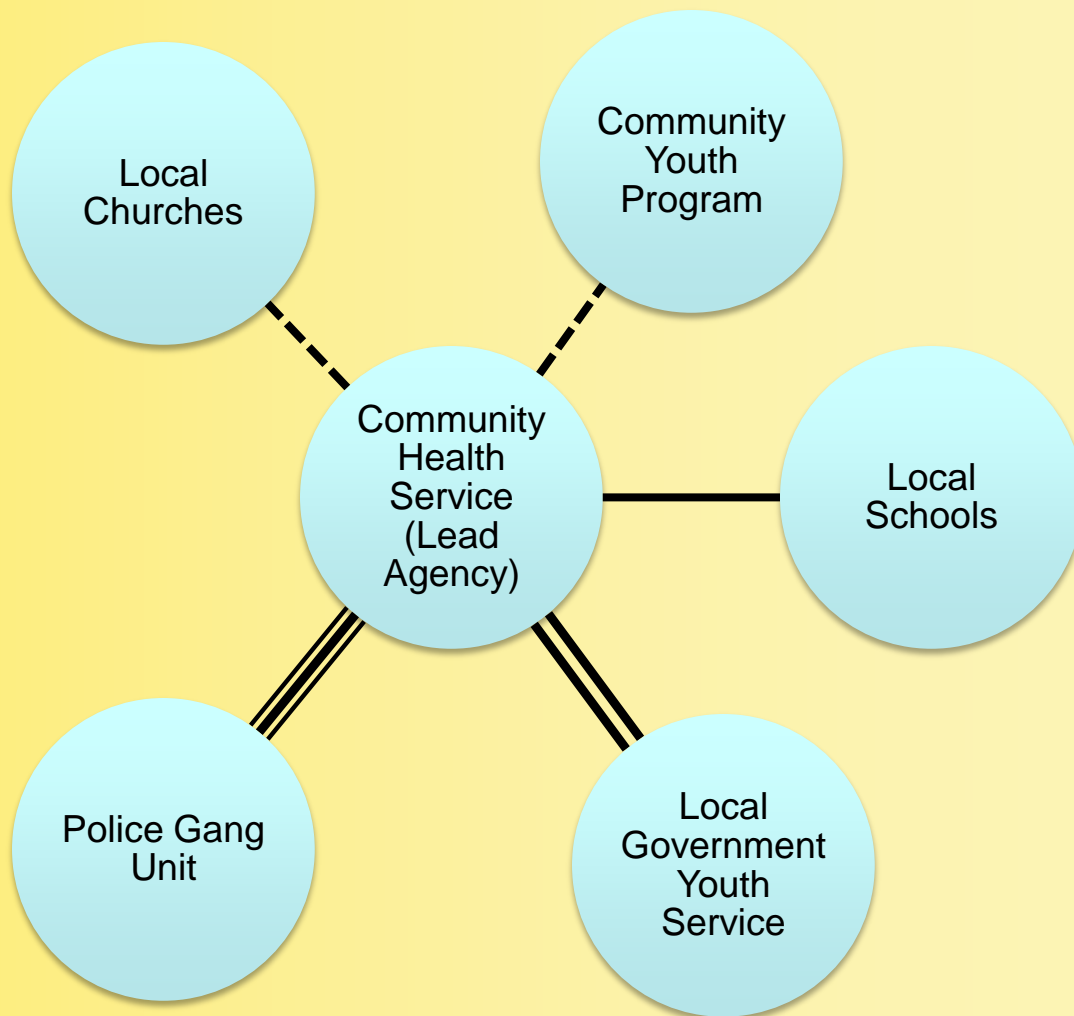 Local
Churches
Community
Youth
Program
Community
Health
Service
(Lead
Agency)
Local
Schools
Police Gang
Unit
Local
Government
Youth
Service